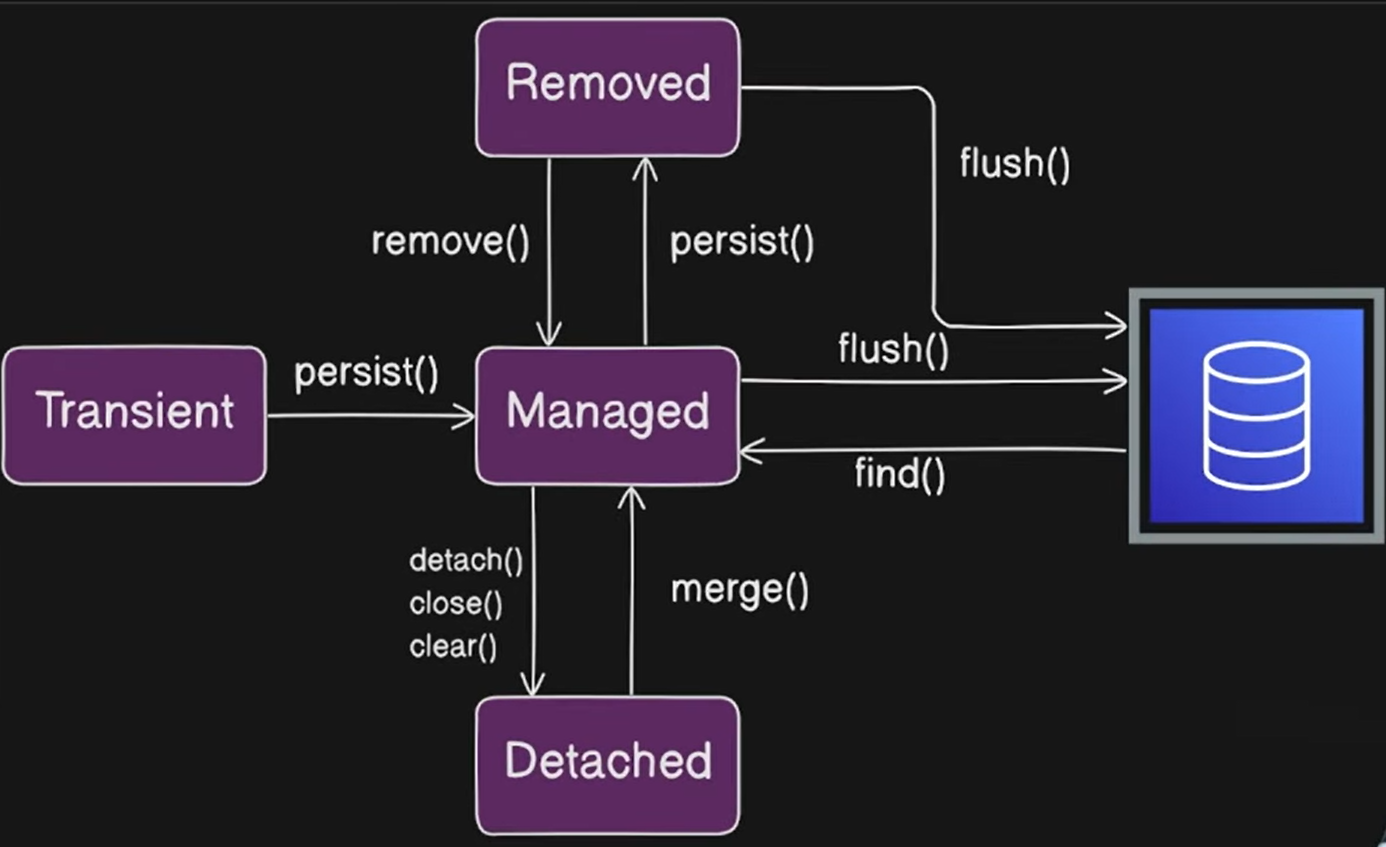 Removed
flush()
remove()
persist()
flush()
persist()
Transient
Managed
find()
detach()
close()
clear()
merge()
Detached